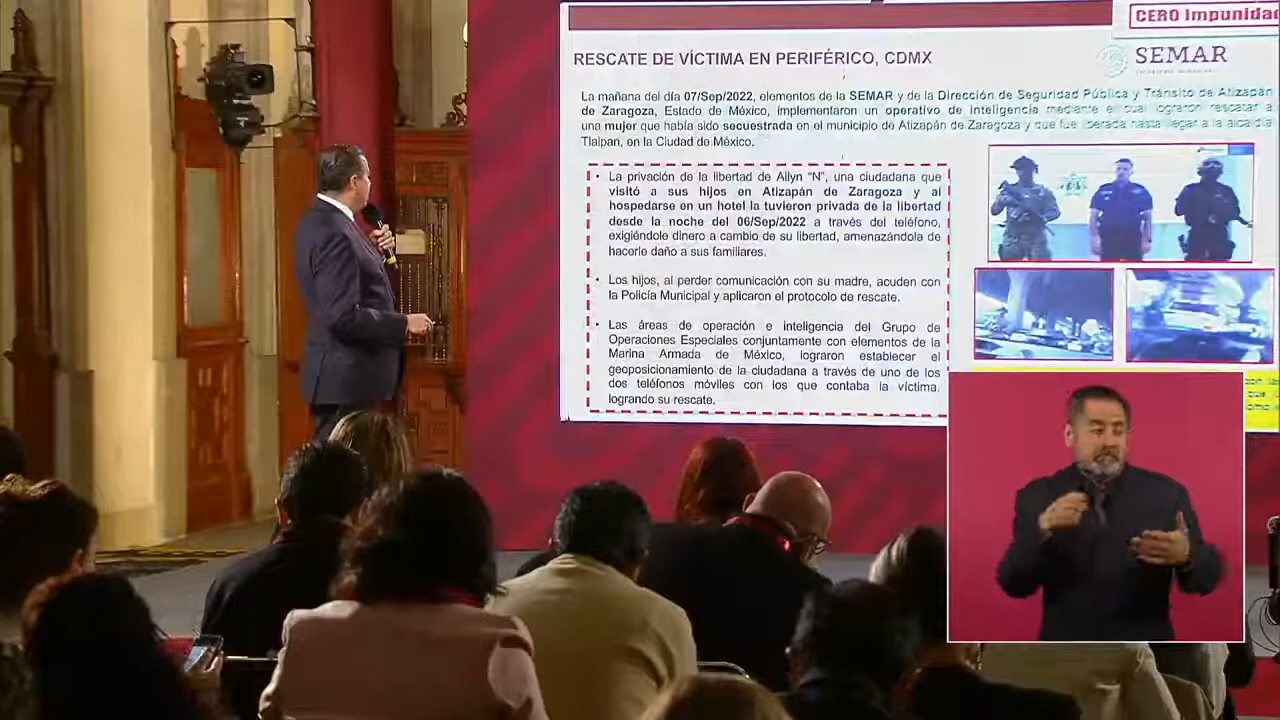 CERO Impunidad
RESCATE DE VÍCTIMA EN PERIFÉRICO, CDMX
SEMAR
La mañana del día 07/Sep/2022, elementos de la SEMAR y de la Dirección de Seguridad Pública y Tránsito de Atizapán
de Zaragoza, Estado de México, implementaron un operativo de inteligencia mediante el cual lograron rescatar a
una mujer que había sido secuestrada en el municipio de Atizapán de Zaragoza y que fue liberada hasta llegar a la alcaldía
Tlalpan, en la Ciudad de México.
• La privación de la libertad de Allyn “N”, una ciudadana que
visitó a sus hijos en Atizapán de Zaragoza y al
hospedarse en un hotel la tuvieron privada de la libertad
desde la noche del 06/Sep/2022 a través del teléfono,
exigiéndole dinero a cambio de su libertad, amenazándola de
hacerle daño a sus familiares.
• Los hijos, al perder comunicación con su madre, acuden con
la Policía Municipal y aplicaron el protocolo de rescate.
• Las áreas de operación e inteligencia del Grupo de
Operaciones Especiales conjuntamente con elementos de la
Marina Armada de México, lograron establecer el
geoposicionamiento de la ciudadana a través de uno de los
dos teléfonos móviles con los que contaba la víctima,
logrando su rescate.